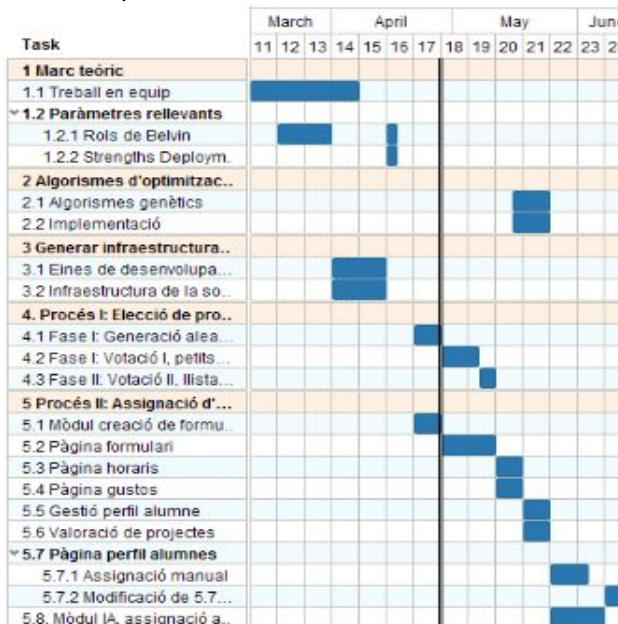 March April May June
Task 11 12 13 14 15 16 17 18 19 20 21 22 23
1 Marc teòric
1.1 Treball en equip
1.2 Paràmetres rellevants
1.2.1 Rols de Belvin
1.2.2 Strengths Deploym.
2 Algorismes d'optimitzac..
2.1 Algorismes genètics
2.2 Implementació
3 Generar infraestructura..
3.1 Eines de desenvolupa...
3.2 Infraestructura de la so..
4. Procés I: Elecció de pro..
4.1 Fase I: Generació alea...
4.2 Fase I: Votació I, petits...
4.3 Fase II: Votació II, llista...
5 Procés II: Assignació d'...
5.1 Mòdul creació de formu..
5.2 Pàgina formulari
5.3 Pàgina horaris
5.4 Pàgina gustos
5.5 Gestió perfil alumne
5.6 Valoració de projectes
5.7 Pàgina perfil alumnes
5.7.1 Assignació manual
5.7.2 Modificació de 5.7...
5.8. Mòdul IA, assignació a..